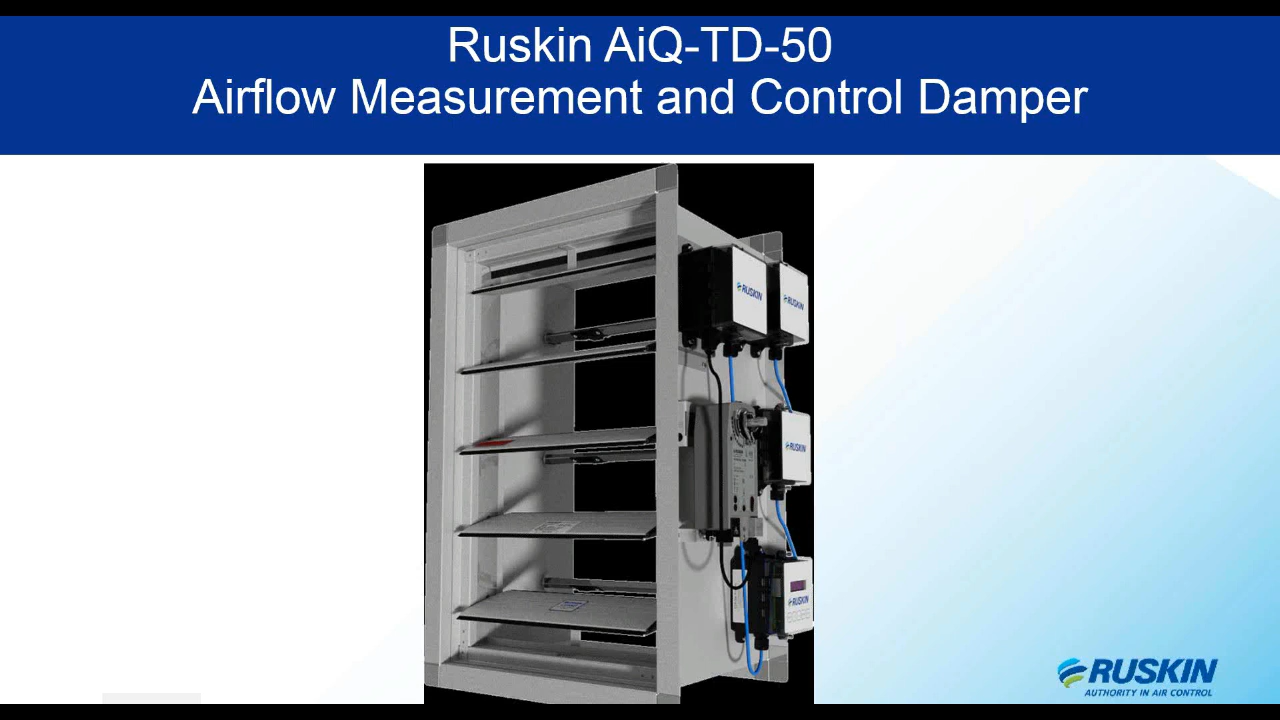 Ruskin AiQ-TD-50
Airflow Measurement and Control Damper
RUSKIN
RUSKIN
RUSKIN
RUSKIN
RUSKIN
AUTHORITY IN AIR CONTROL